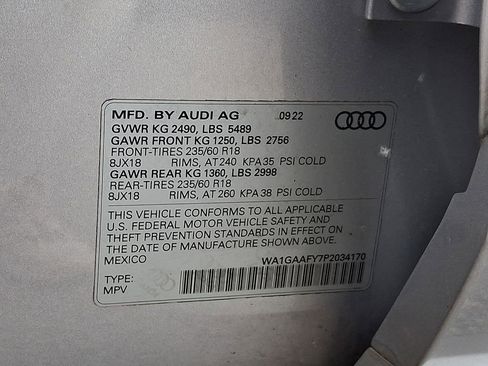 MFD. BY AUDI AG 09/22
GVWR KG 2490, LBS 5489
GAWR FRONT KG 1250, LBS 2756
FRONT-TIRES 235/60 R18
8JX18 RIMS, AT 240 KPA 35 PSI COLD
GAWR REAR KG 1360, LBS 2998
REAR-TIRES 235/60 R18
8JX18 RIMS, AT 260 KPA 38 PSI COLD
THIS VEHICLE CONFORMS TO ALL APPLICABLE
U.S. FEDERAL MOTOR VEHICLE SAFETY AND
THEFT PREVENTION STANDARDS IN EFFECT ON
THE DATE OF MANUFACTURE SHOWN ABOVE.
MEXICO WA1GAAFY7P2034170
TYPE:
MPV